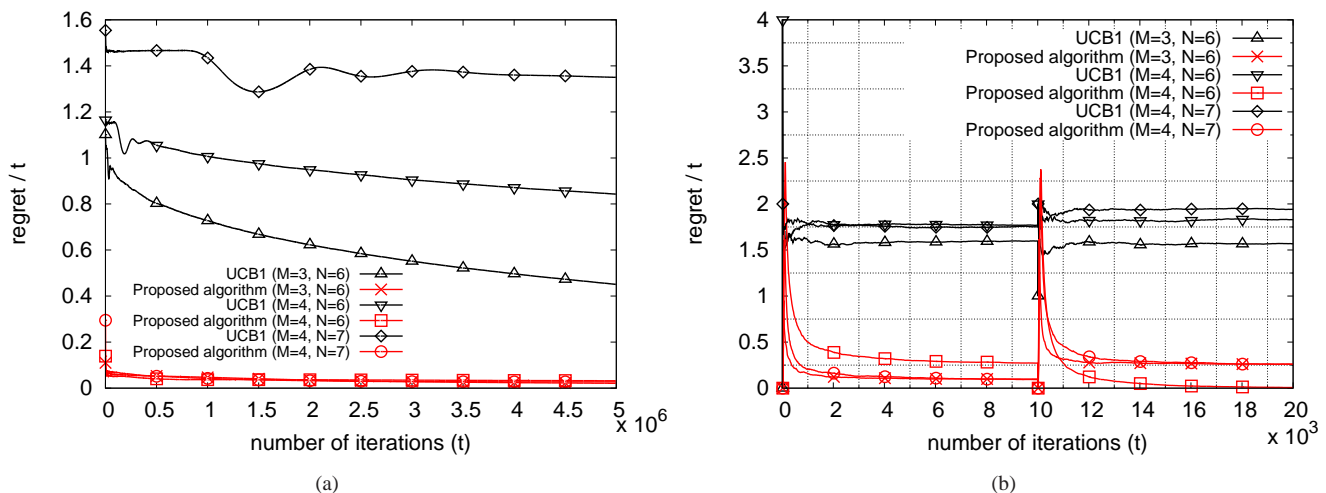 1.6
1.4
1.2
1
0.8
0.6
0.4
0.2
0
regret / t
UCB1 (M=3, N=6)
Proposed algorithm (M=3, N=6)
UCB1 (M=4, N=6)
Proposed algorithm (M=4, N=6)
UCB1 (M=4, N=7)
Proposed algorithm (M=4, N=7)
0 0.5 1 1.5 2 2.5 3 3.5 4 4.5 5
x 10^6
number of iterations (t)
(a)
4
3.5
3
2.5
2
1.5
1
0.5
0
regret / t
UCB1 (M=3, N=6)
Proposed algorithm (M=3, N=6)
UCB1 (M=4, N=6)
Proposed algorithm (M=4, N=6)
UCB1 (M=4, N=7)
Proposed algorithm (M=4, N=7)
0 2 4 6 8 10 12 14 16 18 20
x 10^3
number of iterations (t)
(b)